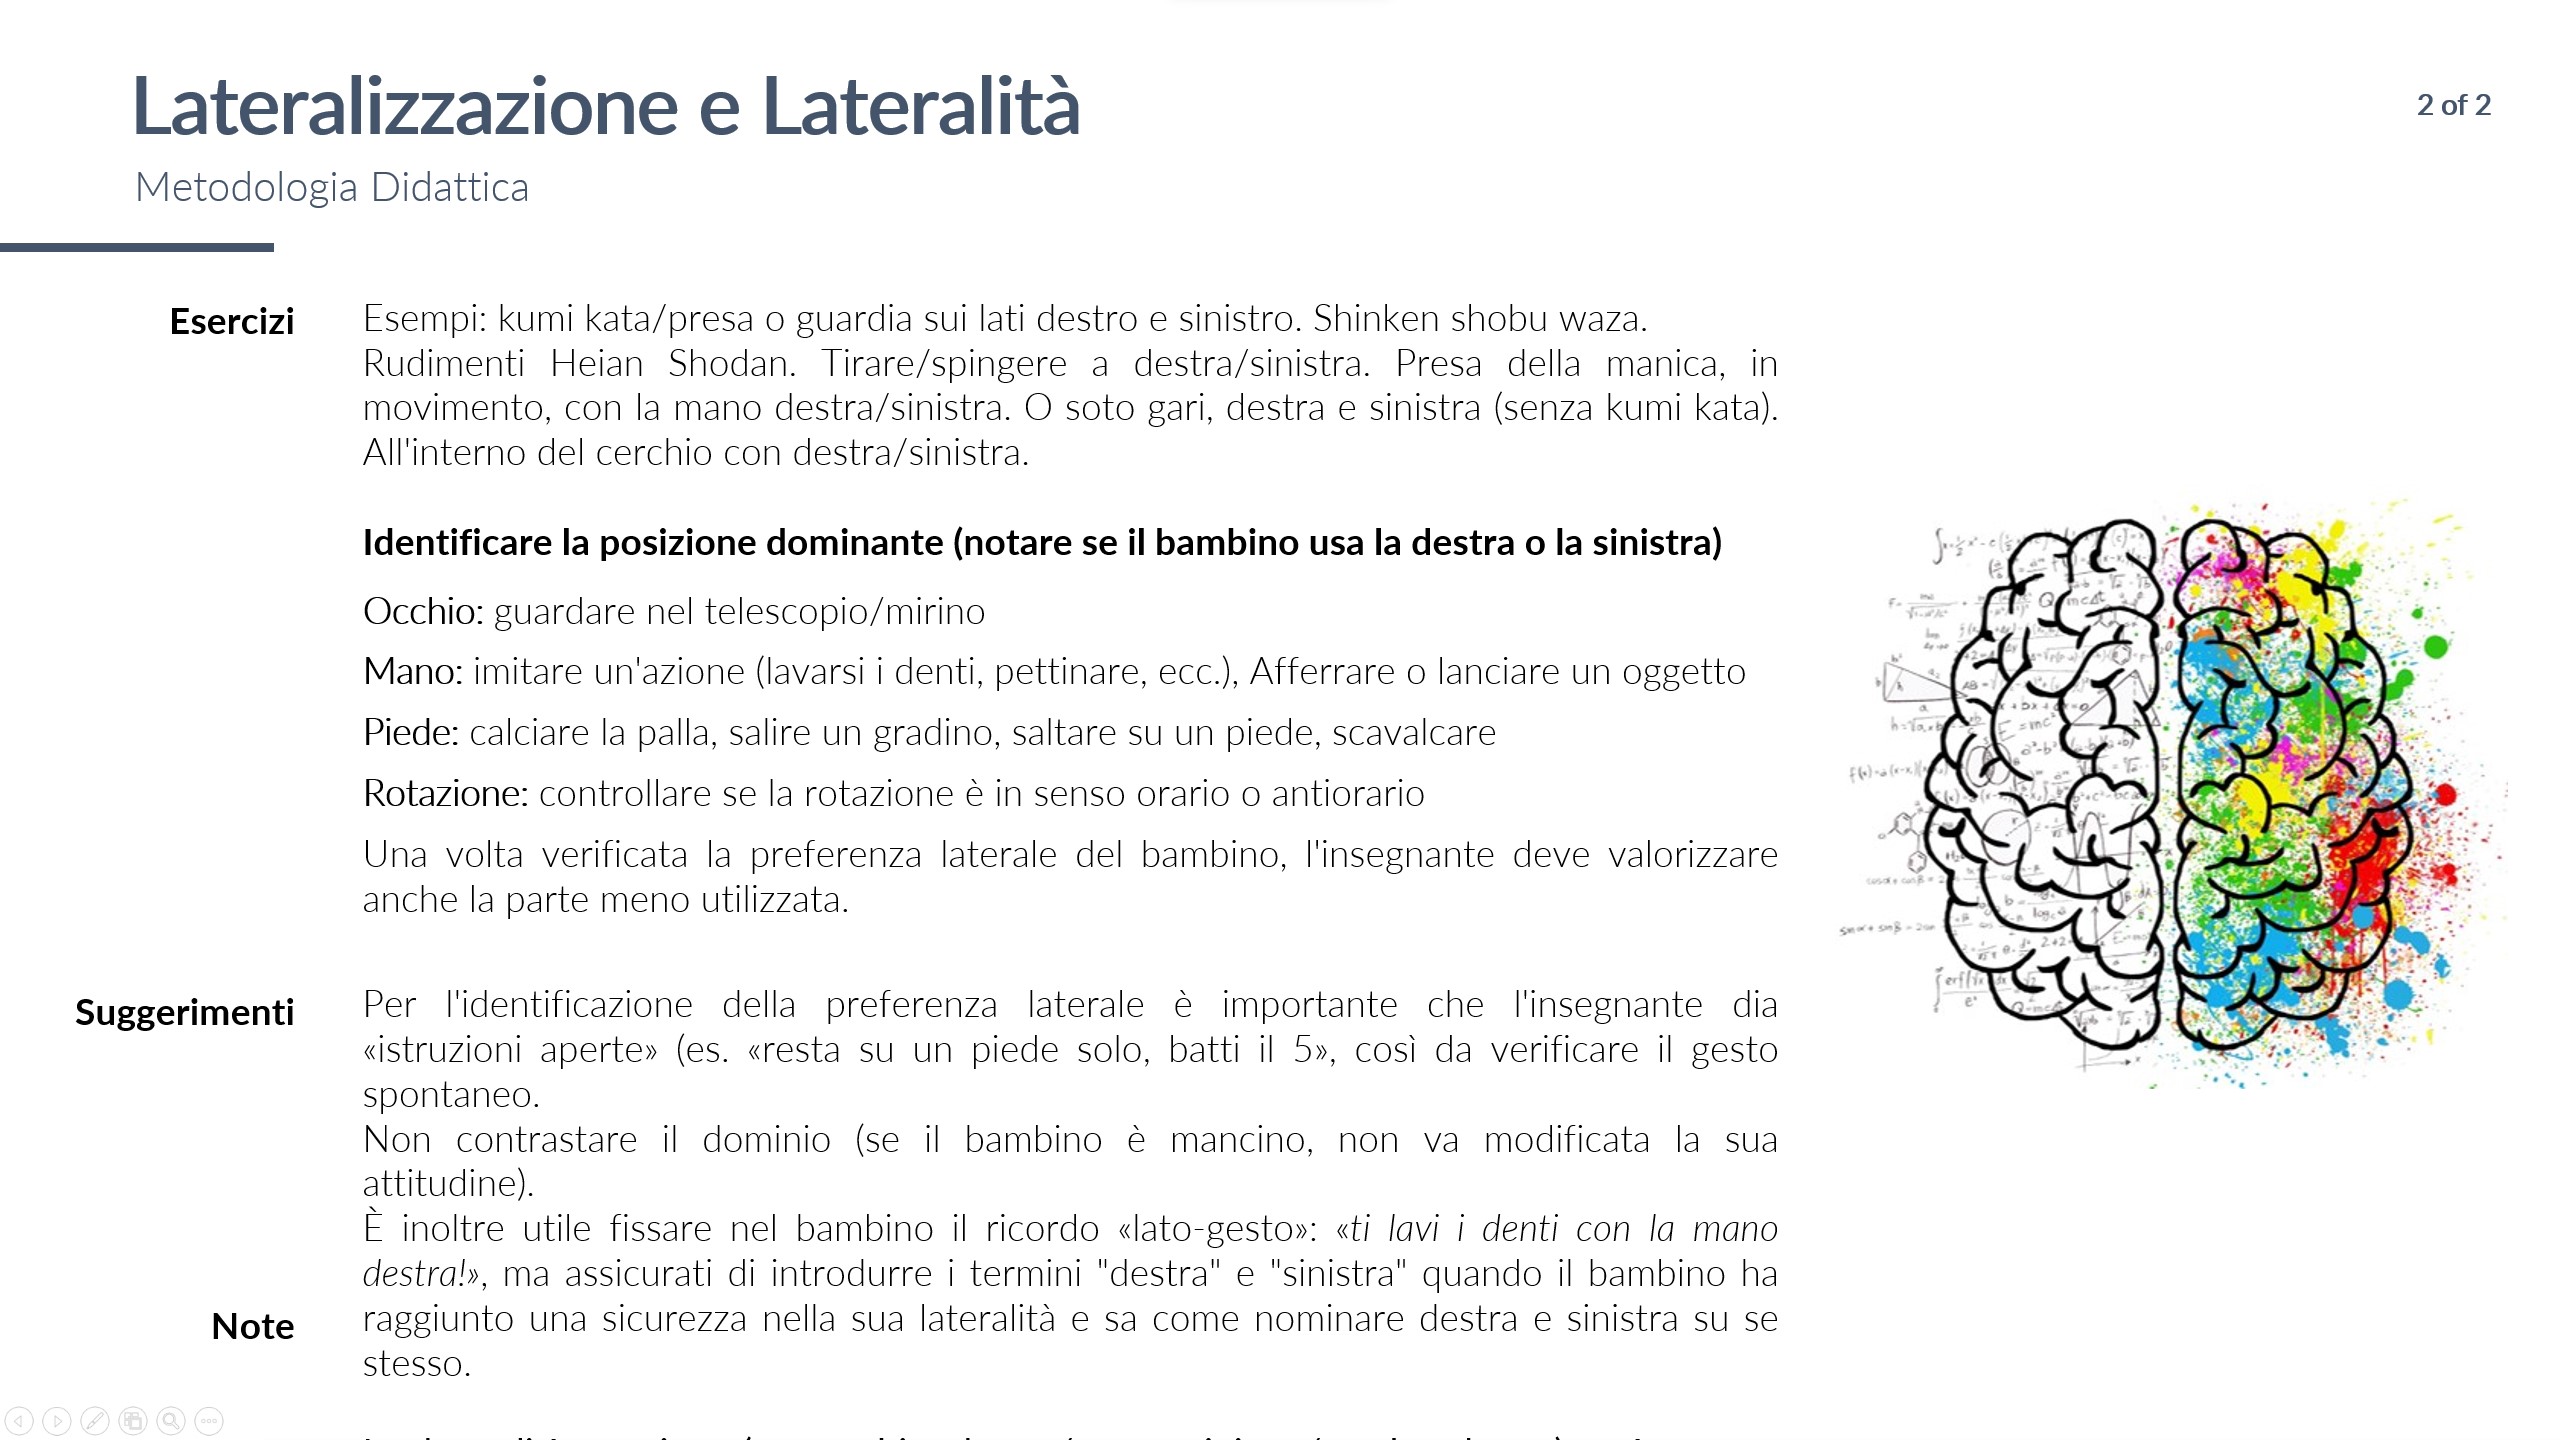 Lateralizzazione e Lateralità
2 of 2
Metodologia Didattica
Esercizi
Esempi: kumi kata/presa o guardia sui lati destro e sinistro. Shinken shobu waza.
Rudimenti Heian Shodan. Tirare/spingere a destra/sinistra. Presa della manica, in
movimento, con la mano destra/sinistra. O soto gari, destra e sinistra (senza kumi kata).
All'interno del cerchio con destra/sinistra.
Identificare la posizione dominante (notare se il bambino usa la destra o la sinistra)
Occhio: guardare nel telescopio/mirino
Mano: imitare un'azione (lavarsi i denti, pettinare, ecc.), Afferrare o lanciare un oggetto
Piede: calciare la palla, salire un gradino, saltare su un piede, scavalcare
Rotazione: controllare se la rotazione è in senso orario o antiorario
Una volta verificata la preferenza laterale del bambino, l'insegnante deve valorizzare
anche la parte meno utilizzata.
Suggerimenti
Per l'identificazione della preferenza laterale è importante che l'insegnante dia
«istruzioni aperte» (es. «resta su un piede solo, batti il 5», così da verificare il gesto
spontaneo.
Non contrastare il dominio (se il bambino è mancino, non va modificata la sua
attitudine).
È inoltre utile fissare nel bambino il ricordo «lato-gesto»: «ti lavi i denti con la mano
destra!», ma assicurati di introdurre i termini "destra" e "sinistra" quando il bambino ha
Note
raggiunto una sicurezza nella sua lateralità e sa come nominare destra e sinistra su se
stesso.